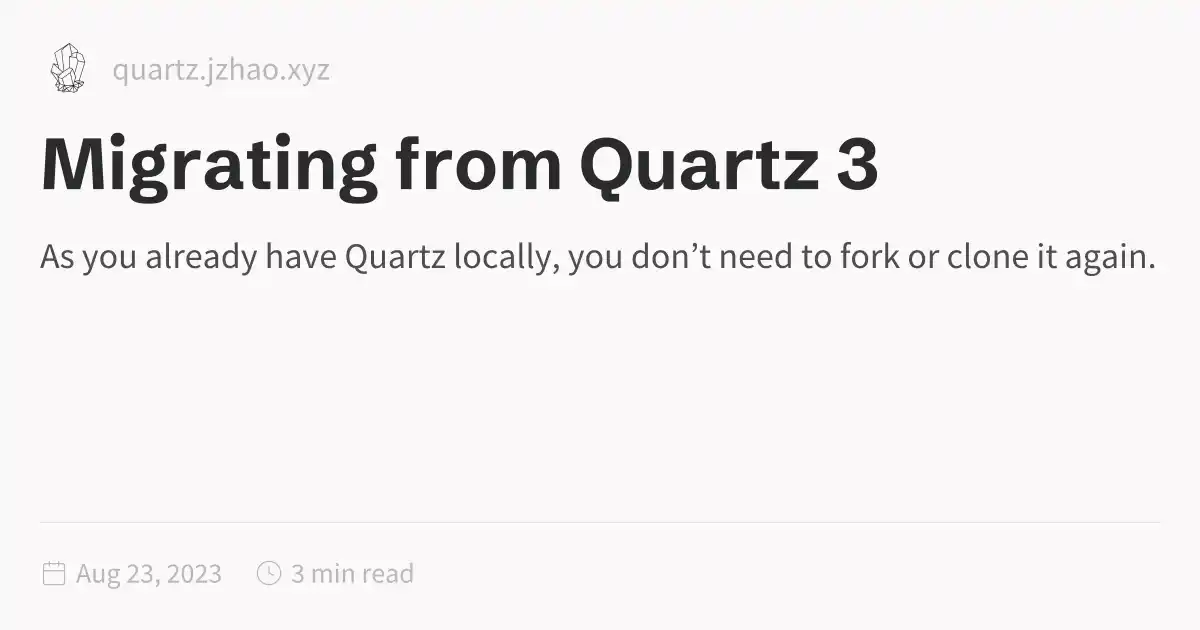 quartz.jzhao.xyz
Migrating from Quartz 3
As you already have Quartz locally, you don’t need to fork or clone it again.
Aug 23, 2023 3 min read